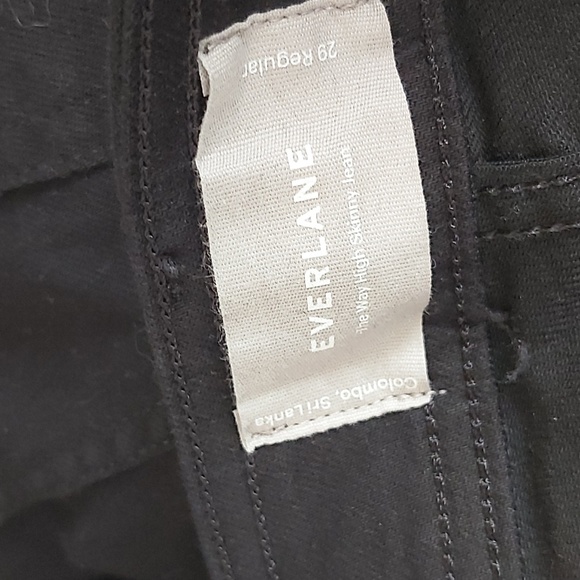 29 Regular
EVERLANE
The Way High Skinny Jean
Colombo, Sri Lanka